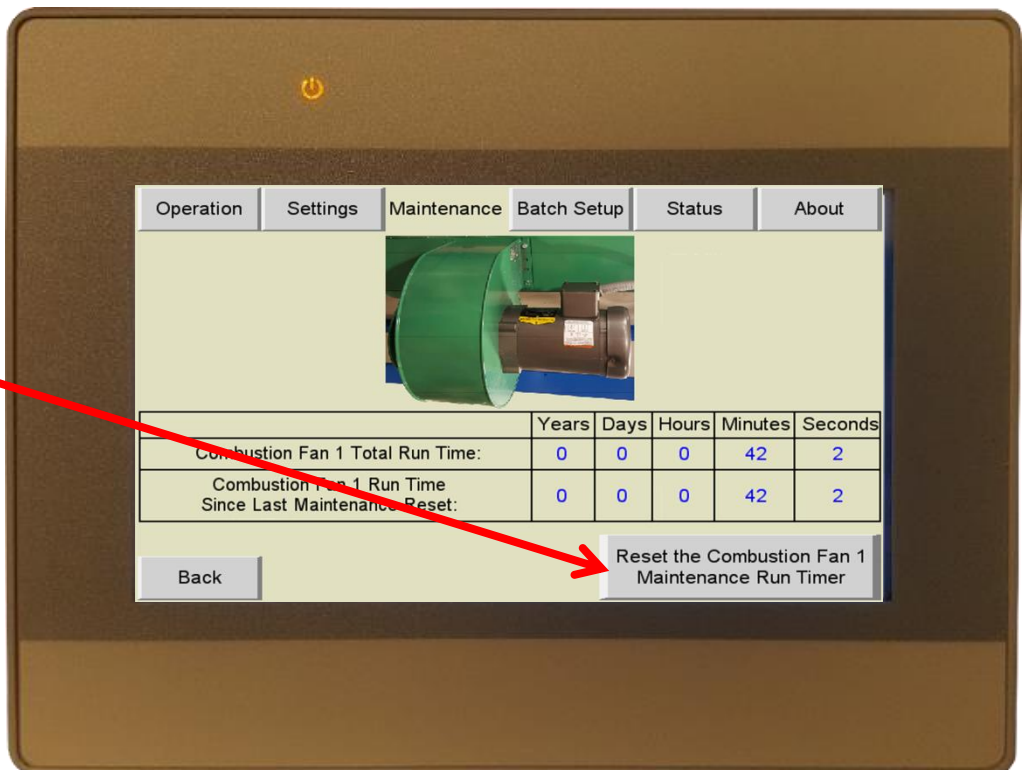 Operation Settings Maintenance Batch Setup Status About
Years Days Hours Minutes Seconds
Combustion Fan 1 Total Run Time: 0 0 0 42 2
Combustion Fan 1 Run Time
Since Last Maintenance Reset: 0 0 0 42 2
Back
Reset the Combustion Fan 1
Maintenance Run Timer